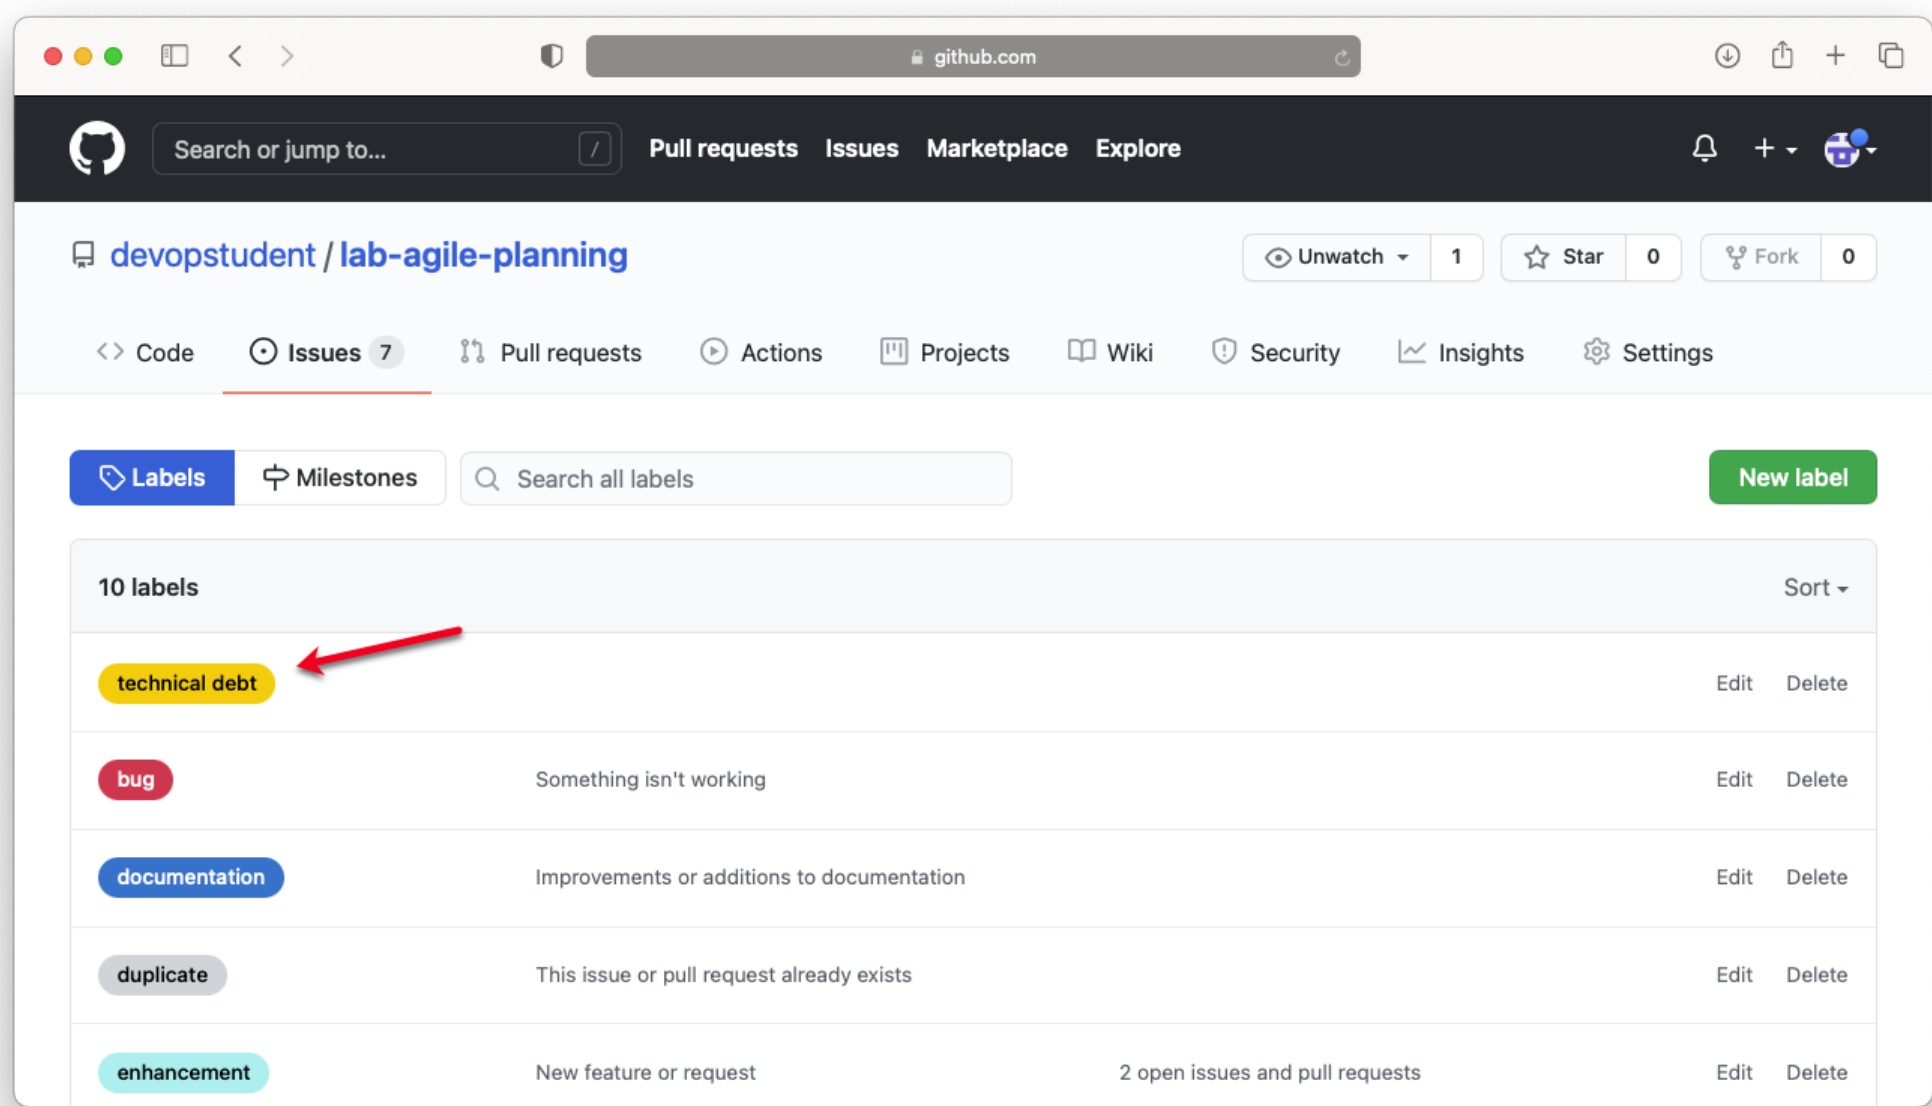 github.com
Search or jump to... / Pull requests Issues Marketplace Explore
devopstudent / lab-agile-planning Unwatch 1 Star 0 Fork 0
Code Issues 7 Pull requests Actions Projects Wiki Security Insights Settings
Labels Milestones Search all labels New label
10 labels Sort
technical debt Edit Delete
bug Something isn't working Edit Delete
documentation Improvements or additions to documentation Edit Delete
duplicate This issue or pull request already exists Edit Delete
enhancement New feature or request 2 open issues and pull requests Edit Delete